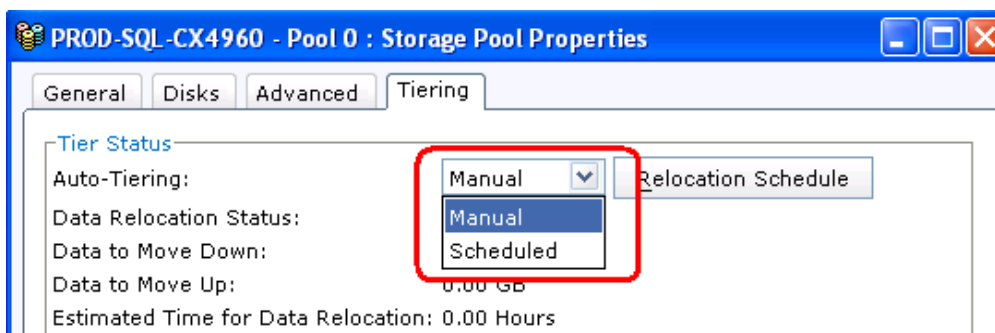 PROD-SQL-CX4960 - Pool 0 : Storage Pool Properties
General Disks Advanced Tiering
Tier Status
Auto-Tiering: Manual Relocation Schedule
Data Relocation Status: Manual
Data to Move Down: Scheduled
Data to Move Up: 0.00 GB
Estimated Time for Data Relocation: 0.00 Hours